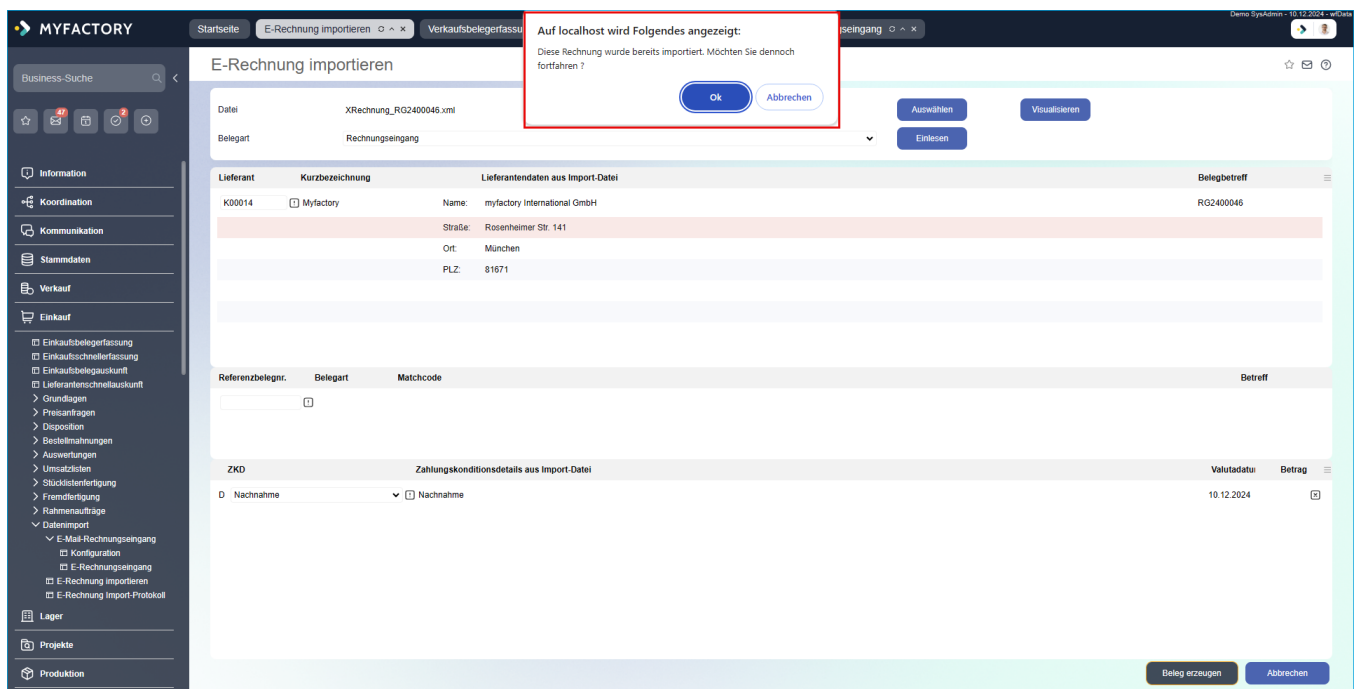 Demo SysAdmin - 10.12.2024 - wfData
MYFACTORY
Startseite
E-Rechnung importieren
Verkaufsbelegerfassu
seingang
Auf localhost wird Folgendes angezeigt:
Diese Rechnung wurde bereits importiert. Möchten Sie dennoch
fortfahren ?
Ok
Abbrechen
Business-Suche
47
2
Information
Koordination
Kommunikation
Stammdaten
Verkauf
Einkauf
Einkaufsbelegerfassung
Einkaufsschnellerfassung
Einkaufsbelegauskunft
Lieferantenschnellauskunft
Grundlagen
Preisanfragen
Disposition
Bestellmahnungen
Auswertungen
Umsatzlisten
Stücklistenfertigung
Fremdfertigung
Rahmenaufträge
Datenimport
E-Mail-Rechnungseingang
Konfiguration
E-Rechnungseingang
E-Rechnung importieren
E-Rechnung Import-Protokoll
Lager
Projekte
Produktion
E-Rechnung importieren
Datei XRechnung_RG2400046.xml Auswählen Visualisieren
Belegart Rechnungseingang Einlesen
Lieferant Kurzbezeichnung Lieferantendaten aus Import-Datei Belegbetreff
K00014 Myfactory Name: myfactory International GmbH RG2400046
Straße: Rosenheimer Str. 141
Ort: München
PLZ: 81671
Referenzbelegnr. Belegart Matchcode Betreff
ZKD Zahlungskonditionsdetails aus Import-Datei Valutadatu Betrag
D Nachnahme Nachnahme 10.12.2024
Beleg erzeugen Abbrechen